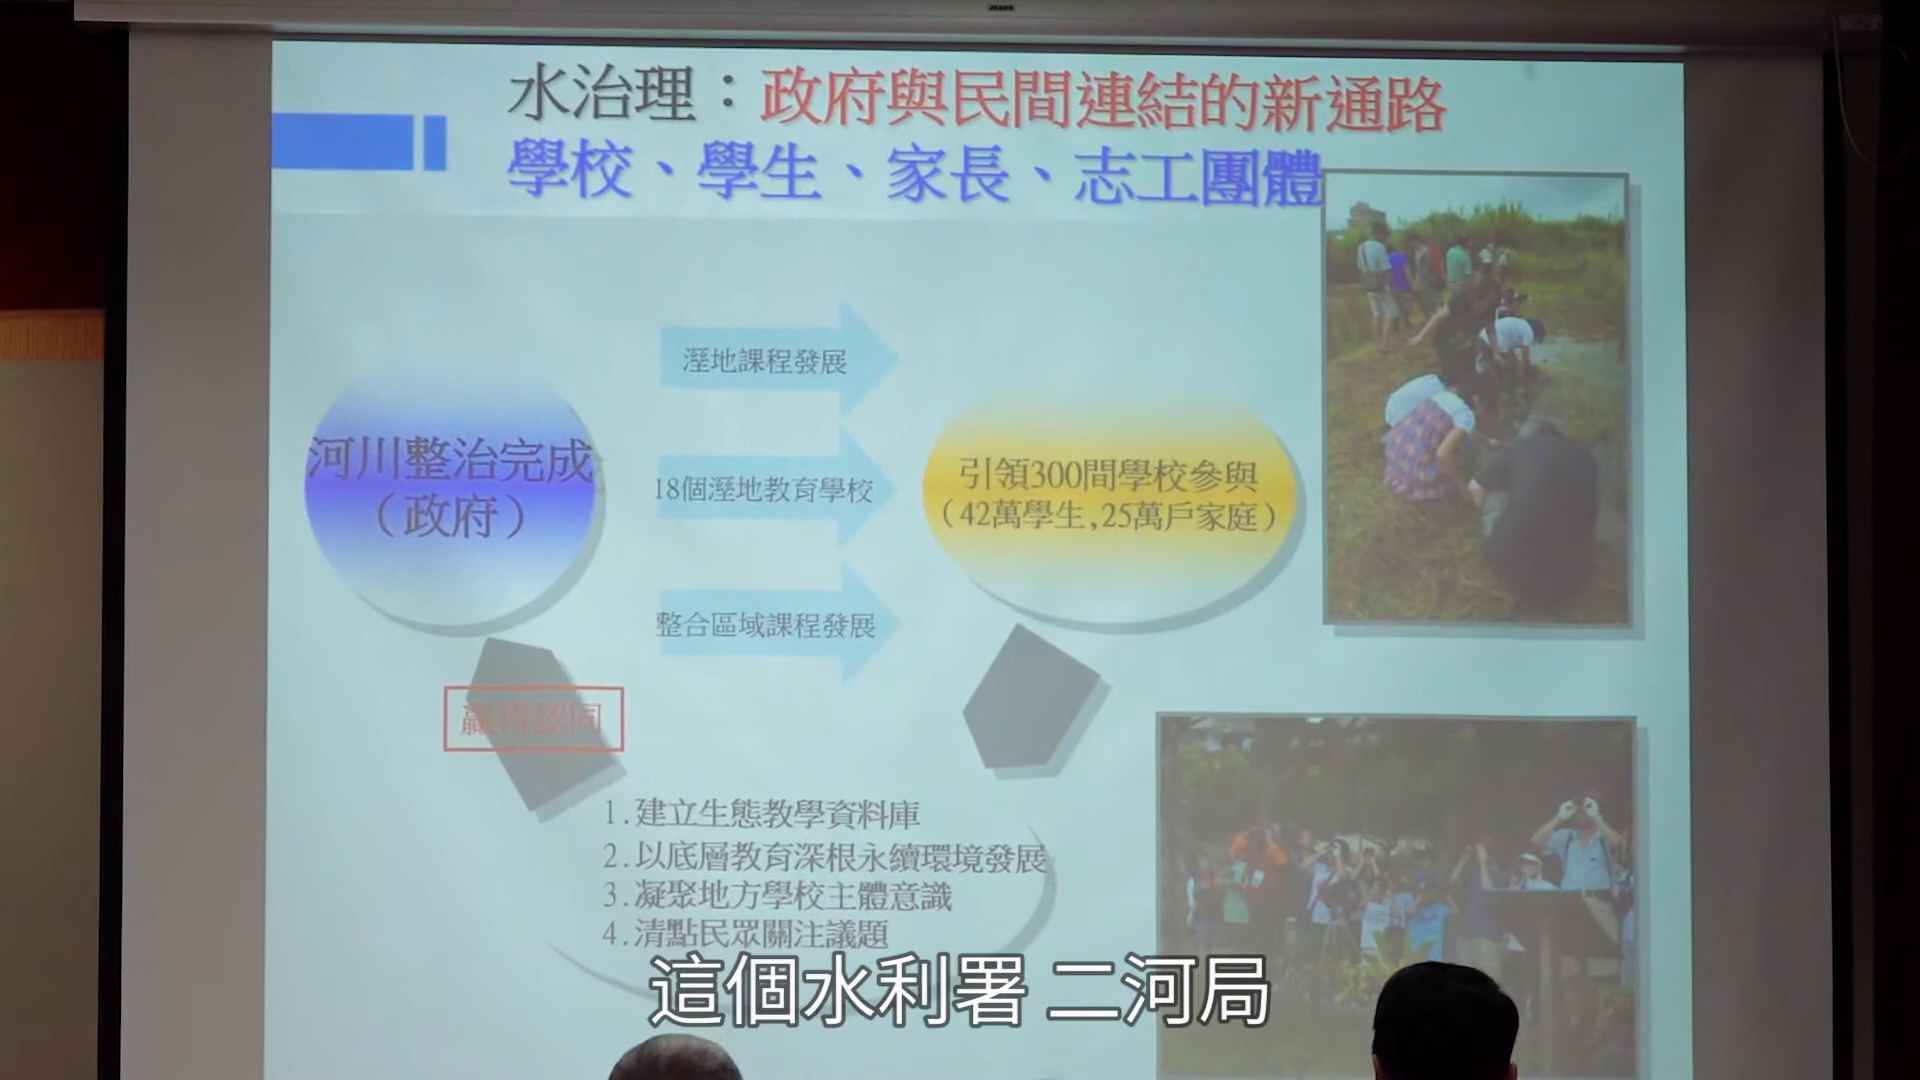 水治理：政府與民間連結的新通路
學校、學生、家長、志工團體
溼地課程發展
河川整治完成
（政府）
18個溼地教育學校
引領300間學校參與
（42萬學生,25萬戶家庭）
整合區域課程發展
贏得認同
1.建立生態教學資料庫
2.以底層教育深根永續環境發展
3.凝聚地方學校主體意識
4.清點民眾關注議題
這個水利署 二河局